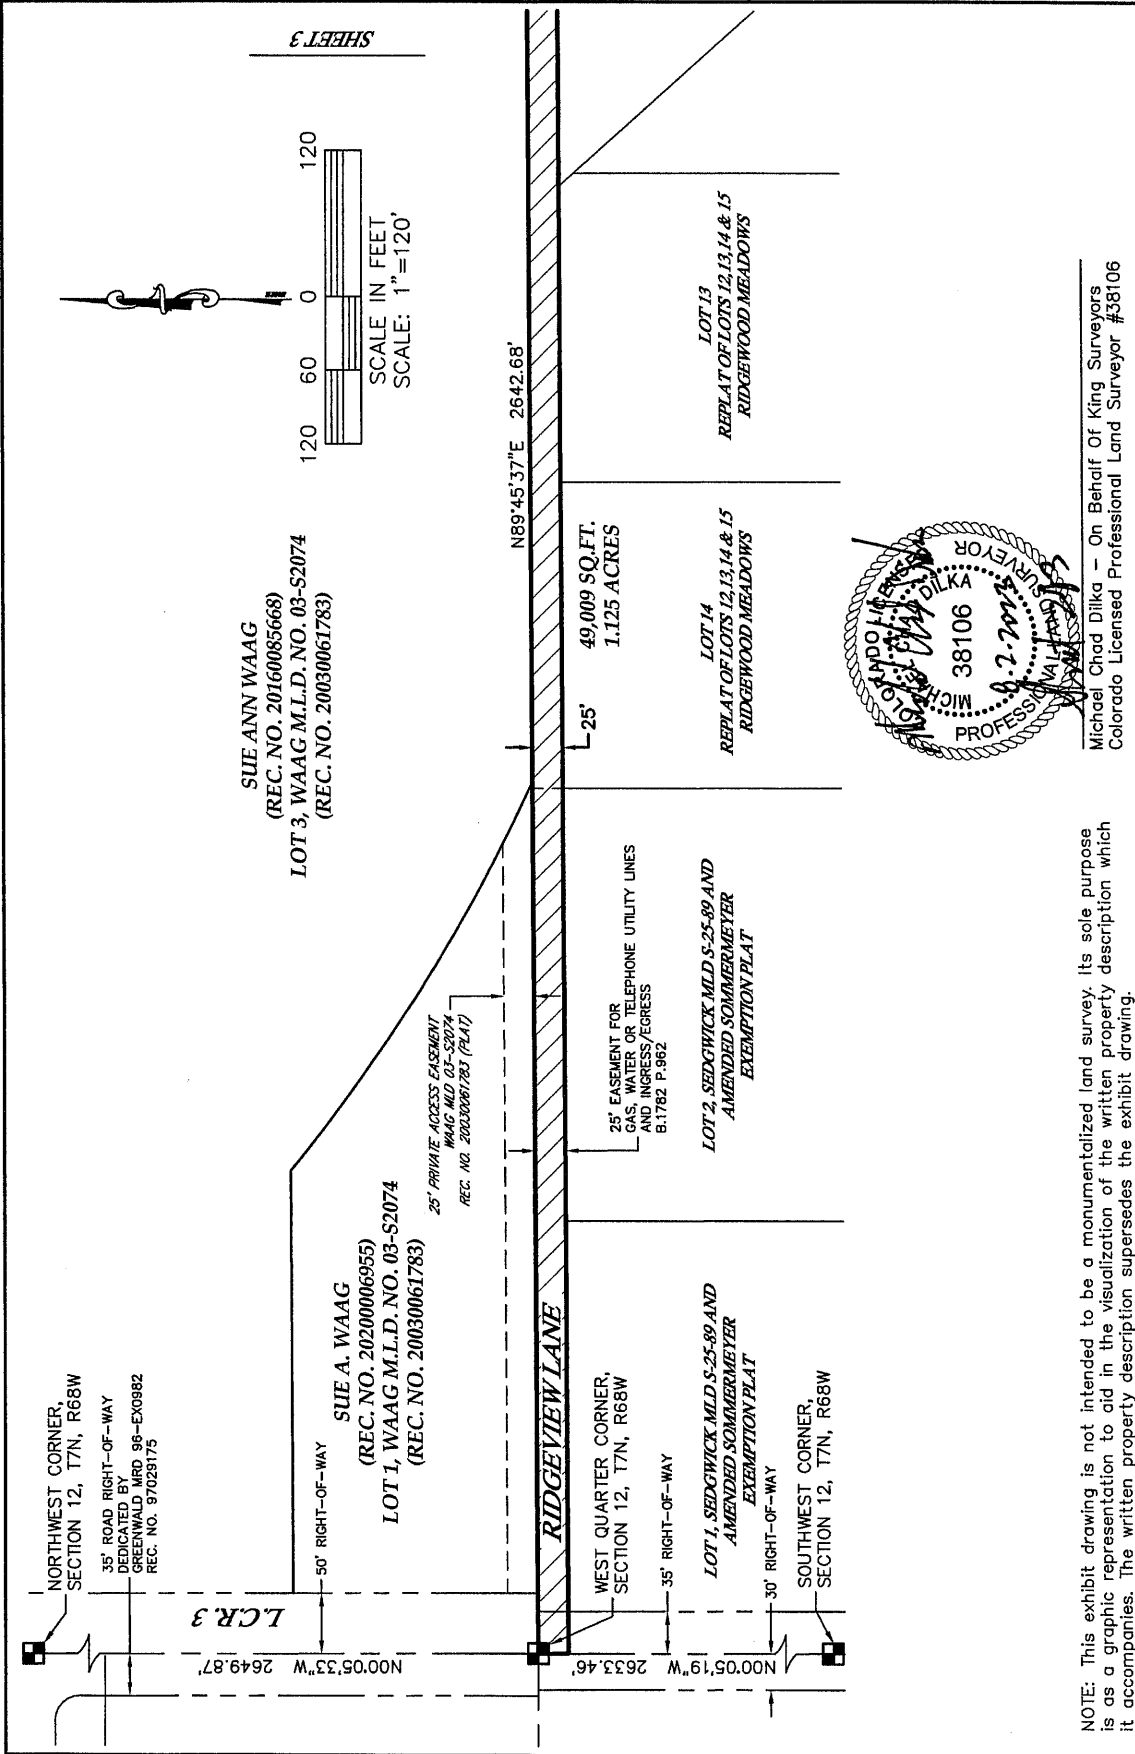 NORTHWEST CORNER,
SECTION 12, T7N, R68W
35' ROAD RIGHT-OF-WAY
DEDICATED BY
GREENWALD MRD 96-EX0982
REC. NO. 97029175
L.C.R. 3
50' RIGHT-OF-WAY
N00°05'33"W 2649.87'
SUE A. WAAG
(REC. NO. 20200006955)
LOT 1, WAAG M.L.D. NO. 03-S2074
(REC. NO. 20030061783)
25' PRIVATE ACCESS EASEMENT
WAAG MLD 03-S2074
REC. NO. 20030061783 (PLAT)
SUE ANN WAAG
(REC. NO. 20160085668)
LOT 3, WAAG M.L.D. NO. 03-S2074
(REC. NO. 20030061783)
120 60 0 120
SCALE IN FEET
SCALE: 1"=120'
SHEET 3
N89°45'37"E 2642.68'
RIDGEVIEW LANE
49,009 SQ.FT.
1.125 ACRES
25'
25' EASEMENT FOR
GAS, WATER OR TELEPHONE UTILITY LINES
AND INGRESS/EGRESS
B.1782 P.962
WEST QUARTER CORNER,
SECTION 12, T7N, R68W
35' RIGHT-OF-WAY
N00°05'19"W 2633.46'
LOT 1, SEDGWICK MLD S-25-89 AND
AMENDED SOMMERMEYER
EXEMPTION PLAT
30' RIGHT-OF-WAY
SOUTHWEST CORNER,
SECTION 12, T7N, R68W
LOT 2, SEDGWICK MLD S-25-89 AND
AMENDED SOMMERMEYER
EXEMPTION PLAT
LOT 14
REPLAT OF LOTS 12,13,14 & 15
RIDGEWOOD MEADOWS
LOT 13
REPLAT OF LOTS 12,13,14 & 15
RIDGEWOOD MEADOWS
COLORADO LICENSED
MICHAEL CHAD DILKA
38106
PROFESSIONAL LAND SURVEYOR
Michael Chad Dilka - On Behalf Of King Surveyors
Colorado Licensed Professional Land Surveyor #38106
NOTE: This exhibit drawing is not intended to be a monumentalized land survey. Its sole purpose
is as a graphic representation to aid in the visualization of the written property description which
it accompanies. The written property description supersedes the exhibit drawing.